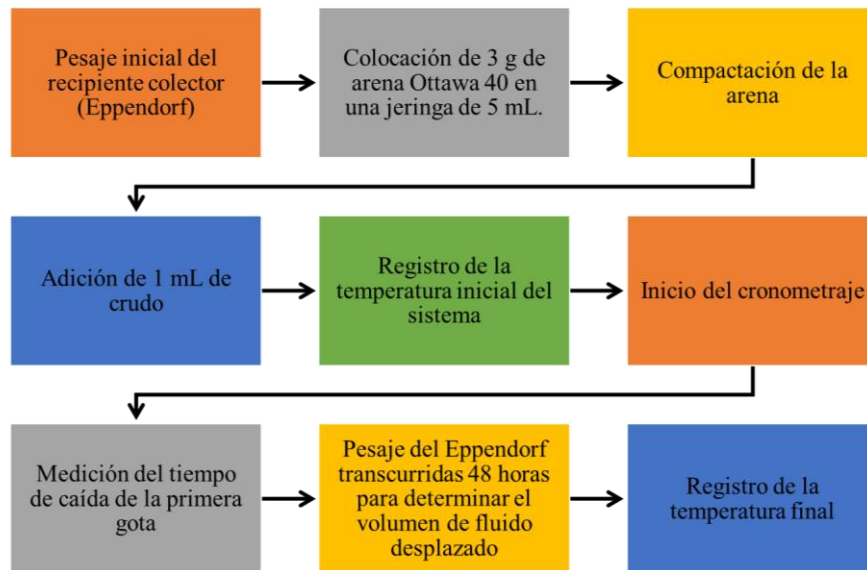 Pesaje inicial del
recipiente colector
(Eppendorf)
Colocación de 3 g de
arena Ottawa 40 en
una jeringa de 5 mL.
Compactación de la
arena
Adición de 1 mL de
crudo
Registro de la
temperatura inicial del
sistema
Inicio del cronometraje
Medición del tiempo
de caída de la primera
gota
Pesaje del Eppendorf
transcurridas 48 horas
para determinar el
volumen de fluido
desplazado
Registro de la
temperatura final